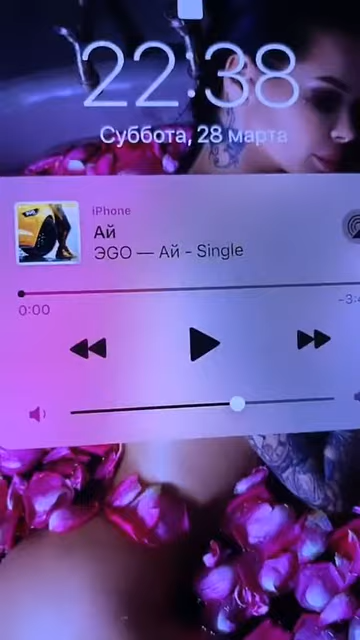 22:38
Суббота, 28 марта
iPhone
Ай
ЭGO — Ай - Single
0:00